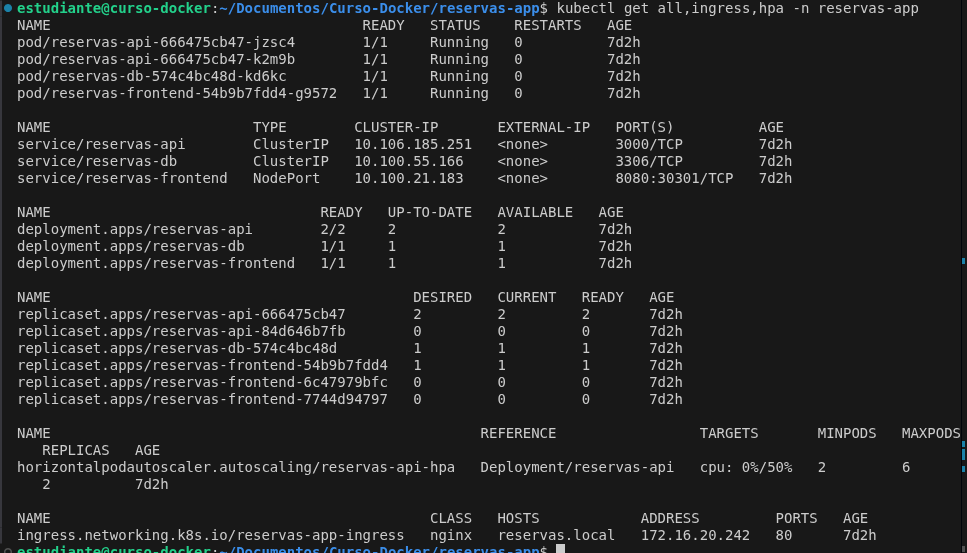 estudiante@curso-docker:~/Documentos/Curso-Docker/reservas-app$ kubectl get all,ingress,hpa -n reservas-app
NAME                                     READY   STATUS    RESTARTS   AGE
pod/reservas-api-666475cb47-jzsc4        1/1     Running   0          7d2h
pod/reservas-api-666475cb47-k2m9b        1/1     Running   0          7d2h
pod/reservas-db-574c4bc48d-kd6kc         1/1     Running   0          7d2h
pod/reservas-frontend-54b9b7fdd4-g9572   1/1     Running   0          7d2h

NAME                        TYPE        CLUSTER-IP       EXTERNAL-IP   PORT(S)          AGE
service/reservas-api        ClusterIP   10.106.185.251   <none>        3000/TCP         7d2h
service/reservas-db         ClusterIP   10.100.55.166    <none>        3306/TCP         7d2h
service/reservas-frontend   NodePort    10.100.21.183    <none>        8080:30301/TCP   7d2h

NAME                                READY   UP-TO-DATE   AVAILABLE   AGE
deployment.apps/reservas-api        2/2     2            2           7d2h
deployment.apps/reservas-db         1/1     1            1           7d2h
deployment.apps/reservas-frontend   1/1     1            1           7d2h

NAME                                           DESIRED   CURRENT   READY   AGE
replicaset.apps/reservas-api-666475cb47        2         2         2       7d2h
replicaset.apps/reservas-api-84d646b7fb        0         0         0       7d2h
replicaset.apps/reservas-db-574c4bc48d         1         1         1       7d2h
replicaset.apps/reservas-frontend-54b9b7fdd4   1         1         1       7d2h
replicaset.apps/reservas-frontend-6c47979bfc   0         0         0       7d2h
replicaset.apps/reservas-frontend-7744d94797   0         0         0       7d2h

NAME                                                   REFERENCE                 TARGETS       MINPODS   MAXPODS
   REPLICAS   AGE
horizontalpodautoscaler.autoscaling/reservas-api-hpa   Deployment/reservas-api   cpu: 0%/50%   2         6
   2          7d2h

NAME                                             CLASS   HOSTS            ADDRESS         PORTS   AGE
ingress.networking.k8s.io/reservas-app-ingress   nginx   reservas.local   172.16.20.242   80      7d2h
estudiante@curso-docker:~/Documentos/Curso-Docker/reservas-app$